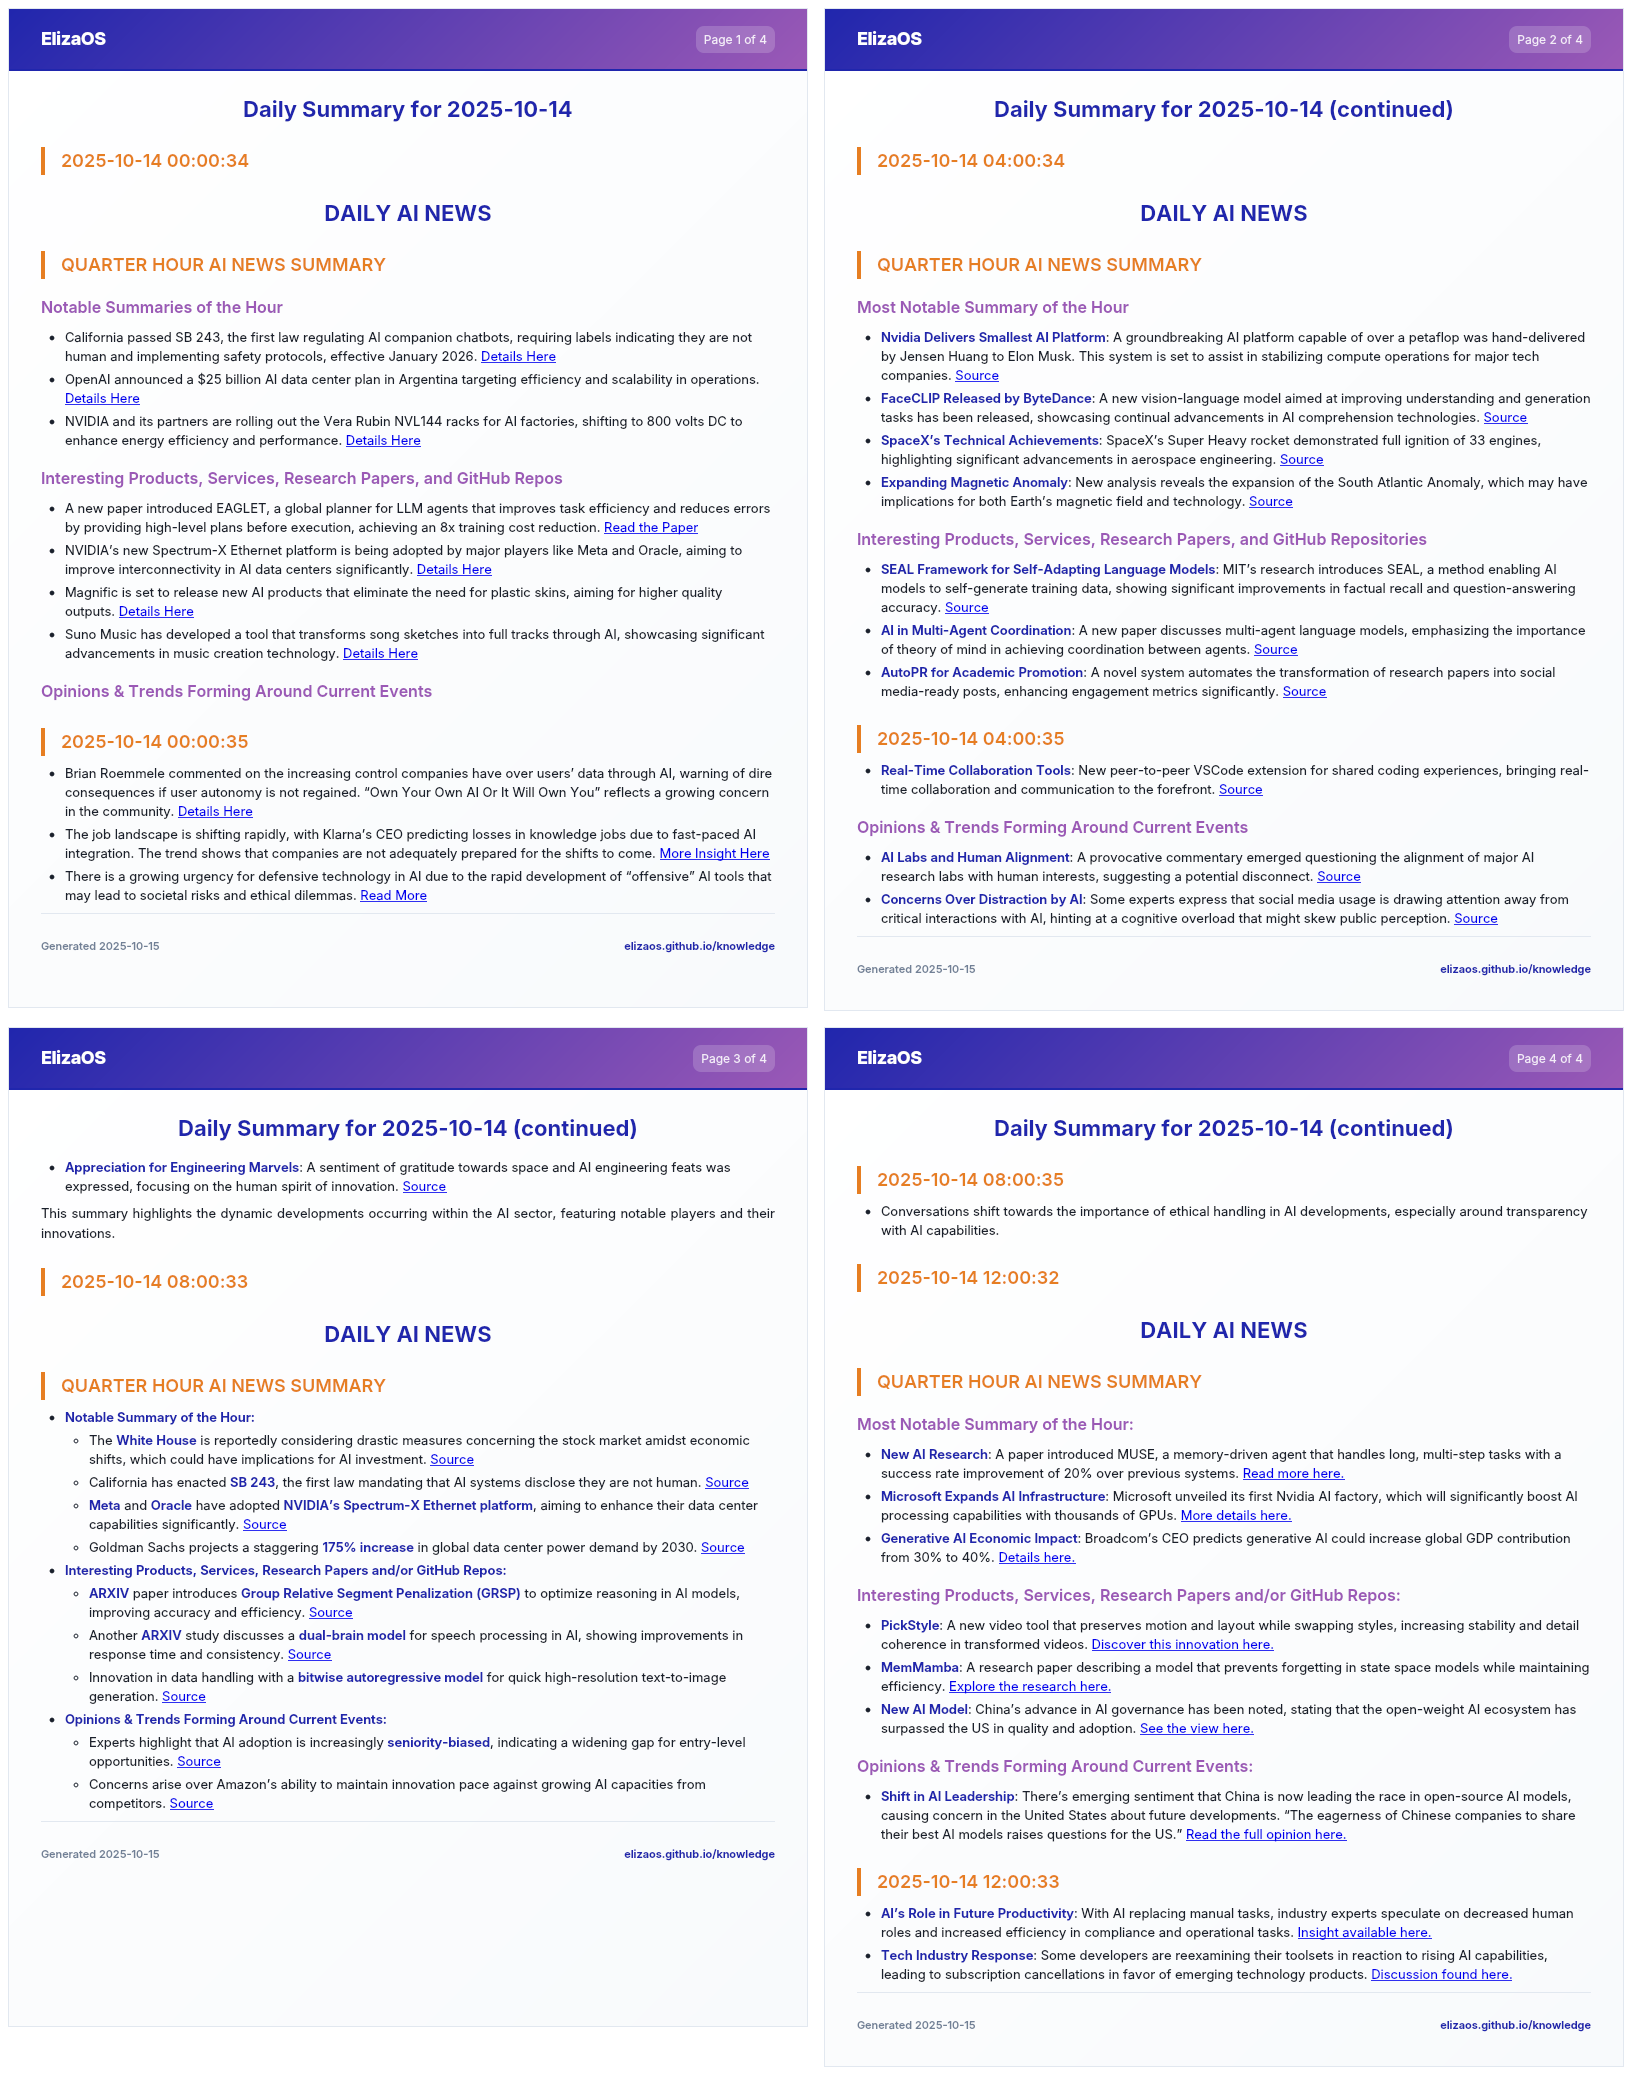 ElizaOS
Page 1 of 4
Daily Summary for 2025-10-14
2025-10-14 00:00:34
DAILY AI NEWS
QUARTER HOUR AI NEWS SUMMARY
Notable Summaries of the Hour
• California passed SB 243, the first law regulating AI companion chatbots, requiring labels indicating they are not
human and implementing safety protocols, effective January 2026. Details Here
• OpenAI announced a $25 billion AI data center plan in Argentina targeting efficiency and scalability in operations.
Details Here
• NVIDIA and its partners are rolling out the Vera Rubin NVL144 racks for AI factories, shifting to 800 volts DC to
enhance energy efficiency and performance. Details Here
Interesting Products, Services, Research Papers, and GitHub Repos
• A new paper introduced EAGLET, a global planner for LLM agents that improves task efficiency and reduces errors
by providing high-level plans before execution, achieving an 8x training cost reduction. Read the Paper
• NVIDIA’s new Spectrum-X Ethernet platform is being adopted by major players like Meta and Oracle, aiming to
improve interconnectivity in AI data centers significantly. Details Here
• Magnific is set to release new AI products that eliminate the need for plastic skins, aiming for higher quality
outputs. Details Here
• Suno Music has developed a tool that transforms song sketches into full tracks through AI, showcasing significant
advancements in music creation technology. Details Here
Opinions & Trends Forming Around Current Events
2025-10-14 00:00:35
• Brian Roemmele commented on the increasing control companies have over users’ data through AI, warning of dire
consequences if user autonomy is not regained. “Own Your Own AI Or It Will Own You” reflects a growing concern
in the community. Details Here
• The job landscape is shifting rapidly, with Klarna’s CEO predicting losses in knowledge jobs due to fast-paced AI
integration. The trend shows that companies are not adequately prepared for the shifts to come. More Insight Here
• There is a growing urgency for defensive technology in AI due to the rapid development of “offensive” AI tools that
may lead to societal risks and ethical dilemmas. Read More
Generated 2025-10-15
elizaos.github.io/knowledge
ElizaOS
Page 2 of 4
Daily Summary for 2025-10-14 (continued)
2025-10-14 04:00:34
DAILY AI NEWS
QUARTER HOUR AI NEWS SUMMARY
Most Notable Summary of the Hour
• Nvidia Delivers Smallest AI Platform: A groundbreaking AI platform capable of over a petaflop was hand-delivered
by Jensen Huang to Elon Musk. This system is set to assist in stabilizing compute operations for major tech
companies. Source
• FaceCLIP Released by ByteDance: A new vision-language model aimed at improving understanding and generation
tasks has been released, showcasing continual advancements in AI comprehension technologies. Source
• SpaceX’s Technical Achievements: SpaceX’s Super Heavy rocket demonstrated full ignition of 33 engines,
highlighting significant advancements in aerospace engineering. Source
• Expanding Magnetic Anomaly: New analysis reveals the expansion of the South Atlantic Anomaly, which may have
implications for both Earth’s magnetic field and technology. Source
Interesting Products, Services, Research Papers, and GitHub Repositories
• SEAL Framework for Self-Adapting Language Models: MIT’s research introduces SEAL, a method enabling AI
models to self-generate training data, showing significant improvements in factual recall and question-answering
accuracy. Source
• AI in Multi-Agent Coordination: A new paper discusses multi-agent language models, emphasizing the importance
of theory of mind in achieving coordination between agents. Source
• AutoPR for Academic Promotion: A novel system automates the transformation of research papers into social
media-ready posts, enhancing engagement metrics significantly. Source
2025-10-14 04:00:35
• Real-Time Collaboration Tools: New peer-to-peer VSCode extension for shared coding experiences, bringing real-
time collaboration and communication to the forefront. Source
Opinions & Trends Forming Around Current Events
• AI Labs and Human Alignment: A provocative commentary emerged questioning the alignment of major AI
research labs with human interests, suggesting a potential disconnect. Source
• Concerns Over Distraction by AI: Some experts express that social media usage is drawing attention away from
critical interactions with AI, hinting at a cognitive overload that might skew public perception. Source
Generated 2025-10-15
elizaos.github.io/knowledge
ElizaOS
Page 3 of 4
Daily Summary for 2025-10-14 (continued)
• Appreciation for Engineering Marvels: A sentiment of gratitude towards space and AI engineering feats was
expressed, focusing on the human spirit of innovation. Source
This summary highlights the dynamic developments occurring within the AI sector, featuring notable players and their
innovations.
2025-10-14 08:00:33
DAILY AI NEWS
QUARTER HOUR AI NEWS SUMMARY
• Notable Summary of the Hour:
◦ The White House is reportedly considering drastic measures concerning the stock market amidst economic
shifts, which could have implications for AI investment. Source
◦ California has enacted SB 243, the first law mandating that AI systems disclose they are not human. Source
◦ Meta and Oracle have adopted NVIDIA’s Spectrum-X Ethernet platform, aiming to enhance their data center
capabilities significantly. Source
◦ Goldman Sachs projects a staggering 175% increase in global data center power demand by 2030. Source
• Interesting Products, Services, Research Papers and/or GitHub Repos:
◦ ARXIV paper introduces Group Relative Segment Penalization (GRSP) to optimize reasoning in AI models,
improving accuracy and efficiency. Source
◦ Another ARXIV study discusses a dual-brain model for speech processing in AI, showing improvements in
response time and consistency. Source
◦ Innovation in data handling with a bitwise autoregressive model for quick high-resolution text-to-image
generation. Source
• Opinions & Trends Forming Around Current Events:
◦ Experts highlight that AI adoption is increasingly seniority-biased, indicating a widening gap for entry-level
opportunities. Source
◦ Concerns arise over Amazon’s ability to maintain innovation pace against growing AI capacities from
competitors. Source
Generated 2025-10-15
elizaos.github.io/knowledge
ElizaOS
Page 4 of 4
Daily Summary for 2025-10-14 (continued)
2025-10-14 08:00:35
• Conversations shift towards the importance of ethical handling in AI developments, especially around transparency
with AI capabilities.
2025-10-14 12:00:32
DAILY AI NEWS
QUARTER HOUR AI NEWS SUMMARY
Most Notable Summary of the Hour:
• New AI Research: A paper introduced MUSE, a memory-driven agent that handles long, multi-step tasks with a
success rate improvement of 20% over previous systems. Read more here.
• Microsoft Expands AI Infrastructure: Microsoft unveiled its first Nvidia AI factory, which will significantly boost AI
processing capabilities with thousands of GPUs. More details here.
• Generative AI Economic Impact: Broadcom’s CEO predicts generative AI could increase global GDP contribution
from 30% to 40%. Details here.
Interesting Products, Services, Research Papers and/or GitHub Repos:
• PickStyle: A new video tool that preserves motion and layout while swapping styles, increasing stability and detail
coherence in transformed videos. Discover this innovation here.
• MemMamba: A research paper describing a model that prevents forgetting in state space models while maintaining
efficiency. Explore the research here.
• New AI Model: China’s advance in AI governance has been noted, stating that the open-weight AI ecosystem has
surpassed the US in quality and adoption. See the view here.
Opinions & Trends Forming Around Current Events:
• Shift in AI Leadership: There’s emerging sentiment that China is now leading the race in open-source AI models,
causing concern in the United States about future developments. “The eagerness of Chinese companies to share
their best AI models raises questions for the US.” Read the full opinion here.
2025-10-14 12:00:33
• AI’s Role in Future Productivity: With AI replacing manual tasks, industry experts speculate on decreased human
roles and increased efficiency in compliance and operational tasks. Insight available here.
• Tech Industry Response: Some developers are reexamining their toolsets in reaction to rising AI capabilities,
leading to subscription cancellations in favor of emerging technology products. Discussion found here.
Generated 2025-10-15
elizaos.github.io/knowledge